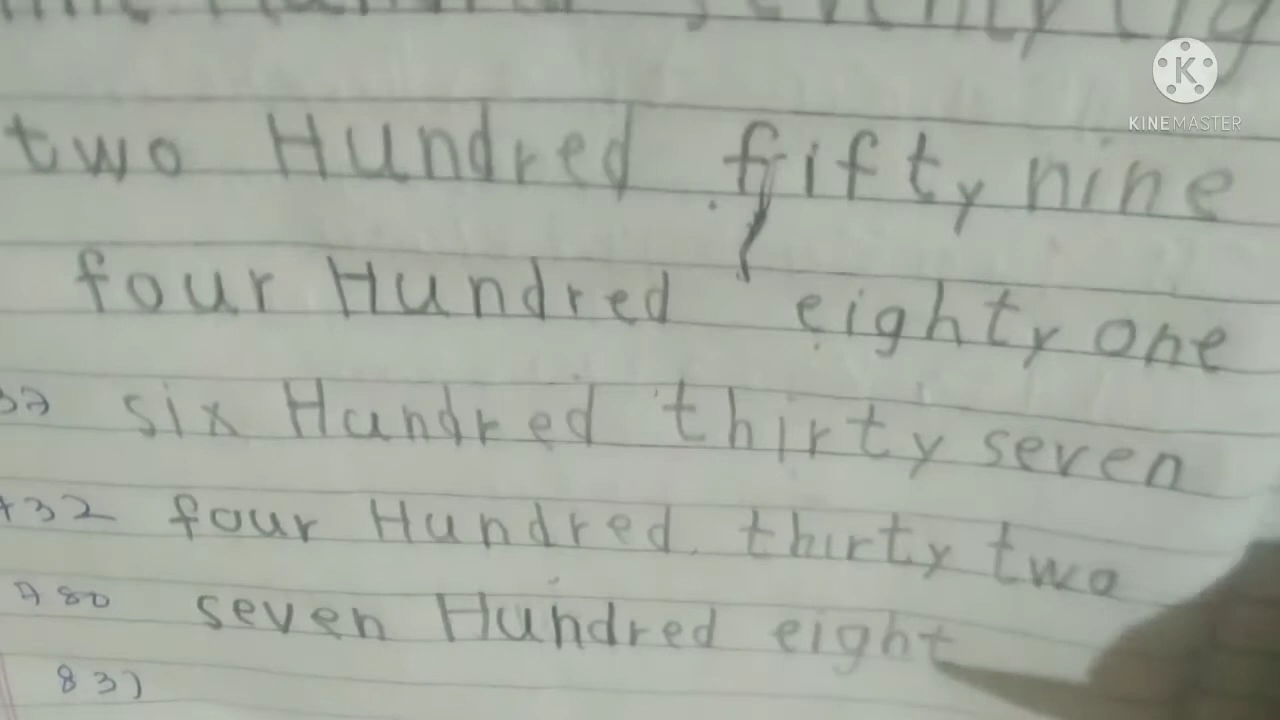 two Hundred fifty nine
four Hundred eighty one
37 six Hundred thirty seven
432 four Hundred thirty two
780 seven Hundred eight
831
KINEMASTER